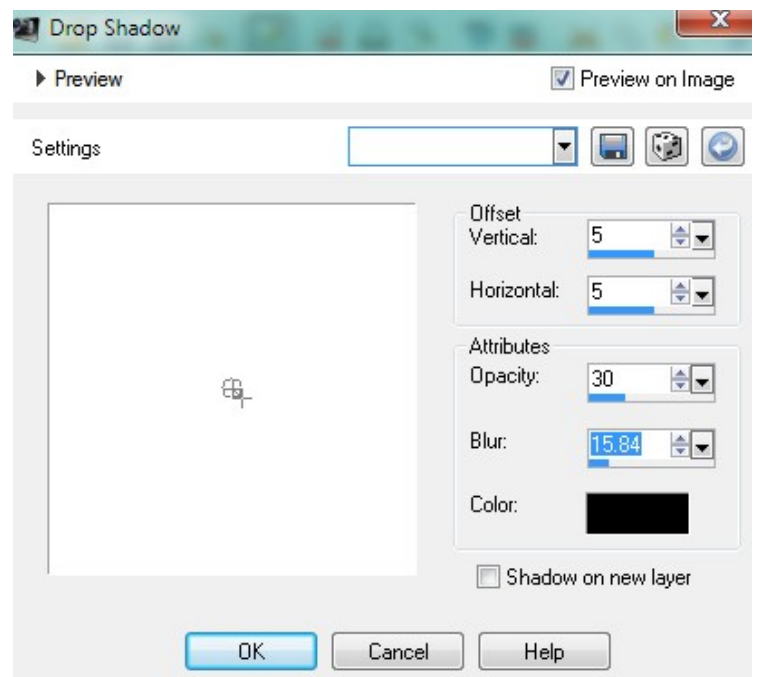 Drop Shadow
Preview
Preview on Image
Settings
Offset
Vertical: 5
Horizontal: 5
Attributes
Opacity: 30
Blur: 15.84
Color:
Shadow on new layer
OK Cancel Help